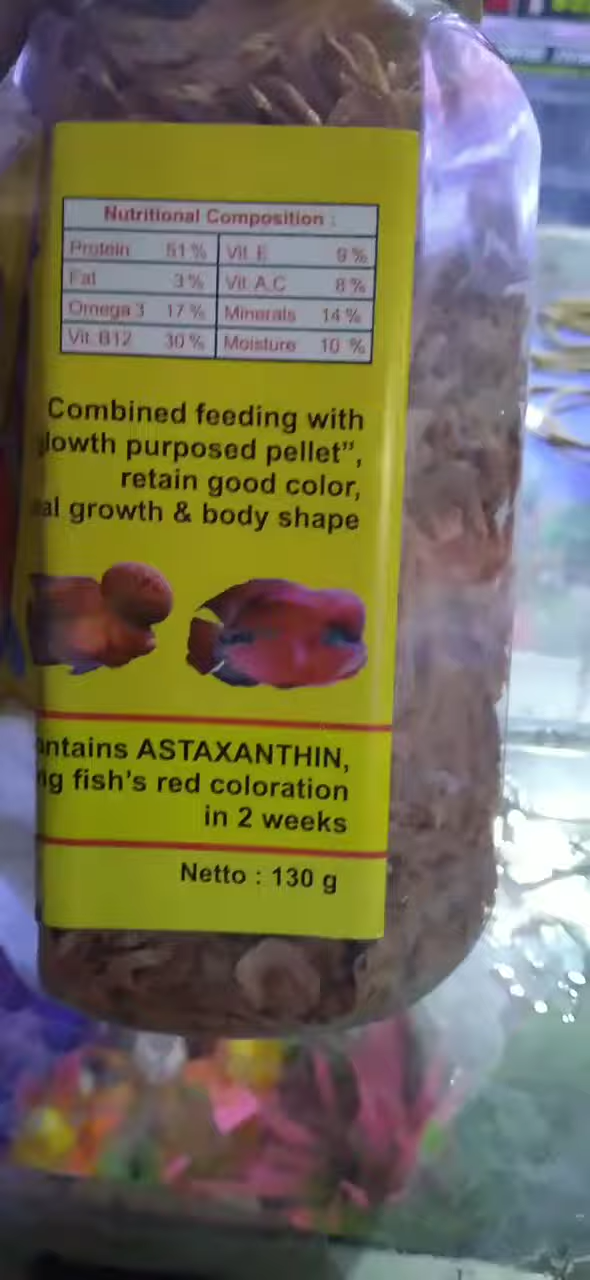 Nutritional Composition :
Protein 51 % Vit. E 9 %
Fat 3 % Vit. A,C 8 %
Omega 3 17 % Minerals 14 %
Vit. B12 30 % Moisture 10 %
Combined feeding with
lowth purposed pellet”,
retain good color,
al growth & body shape
ntains ASTAXANTHIN,
ng fish's red coloration
in 2 weeks
Netto : 130 g